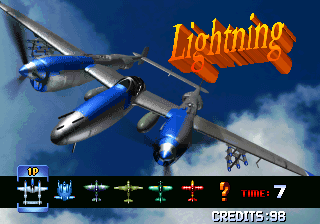 Lightning
1P
?
TIME: 7
CREDITS:98